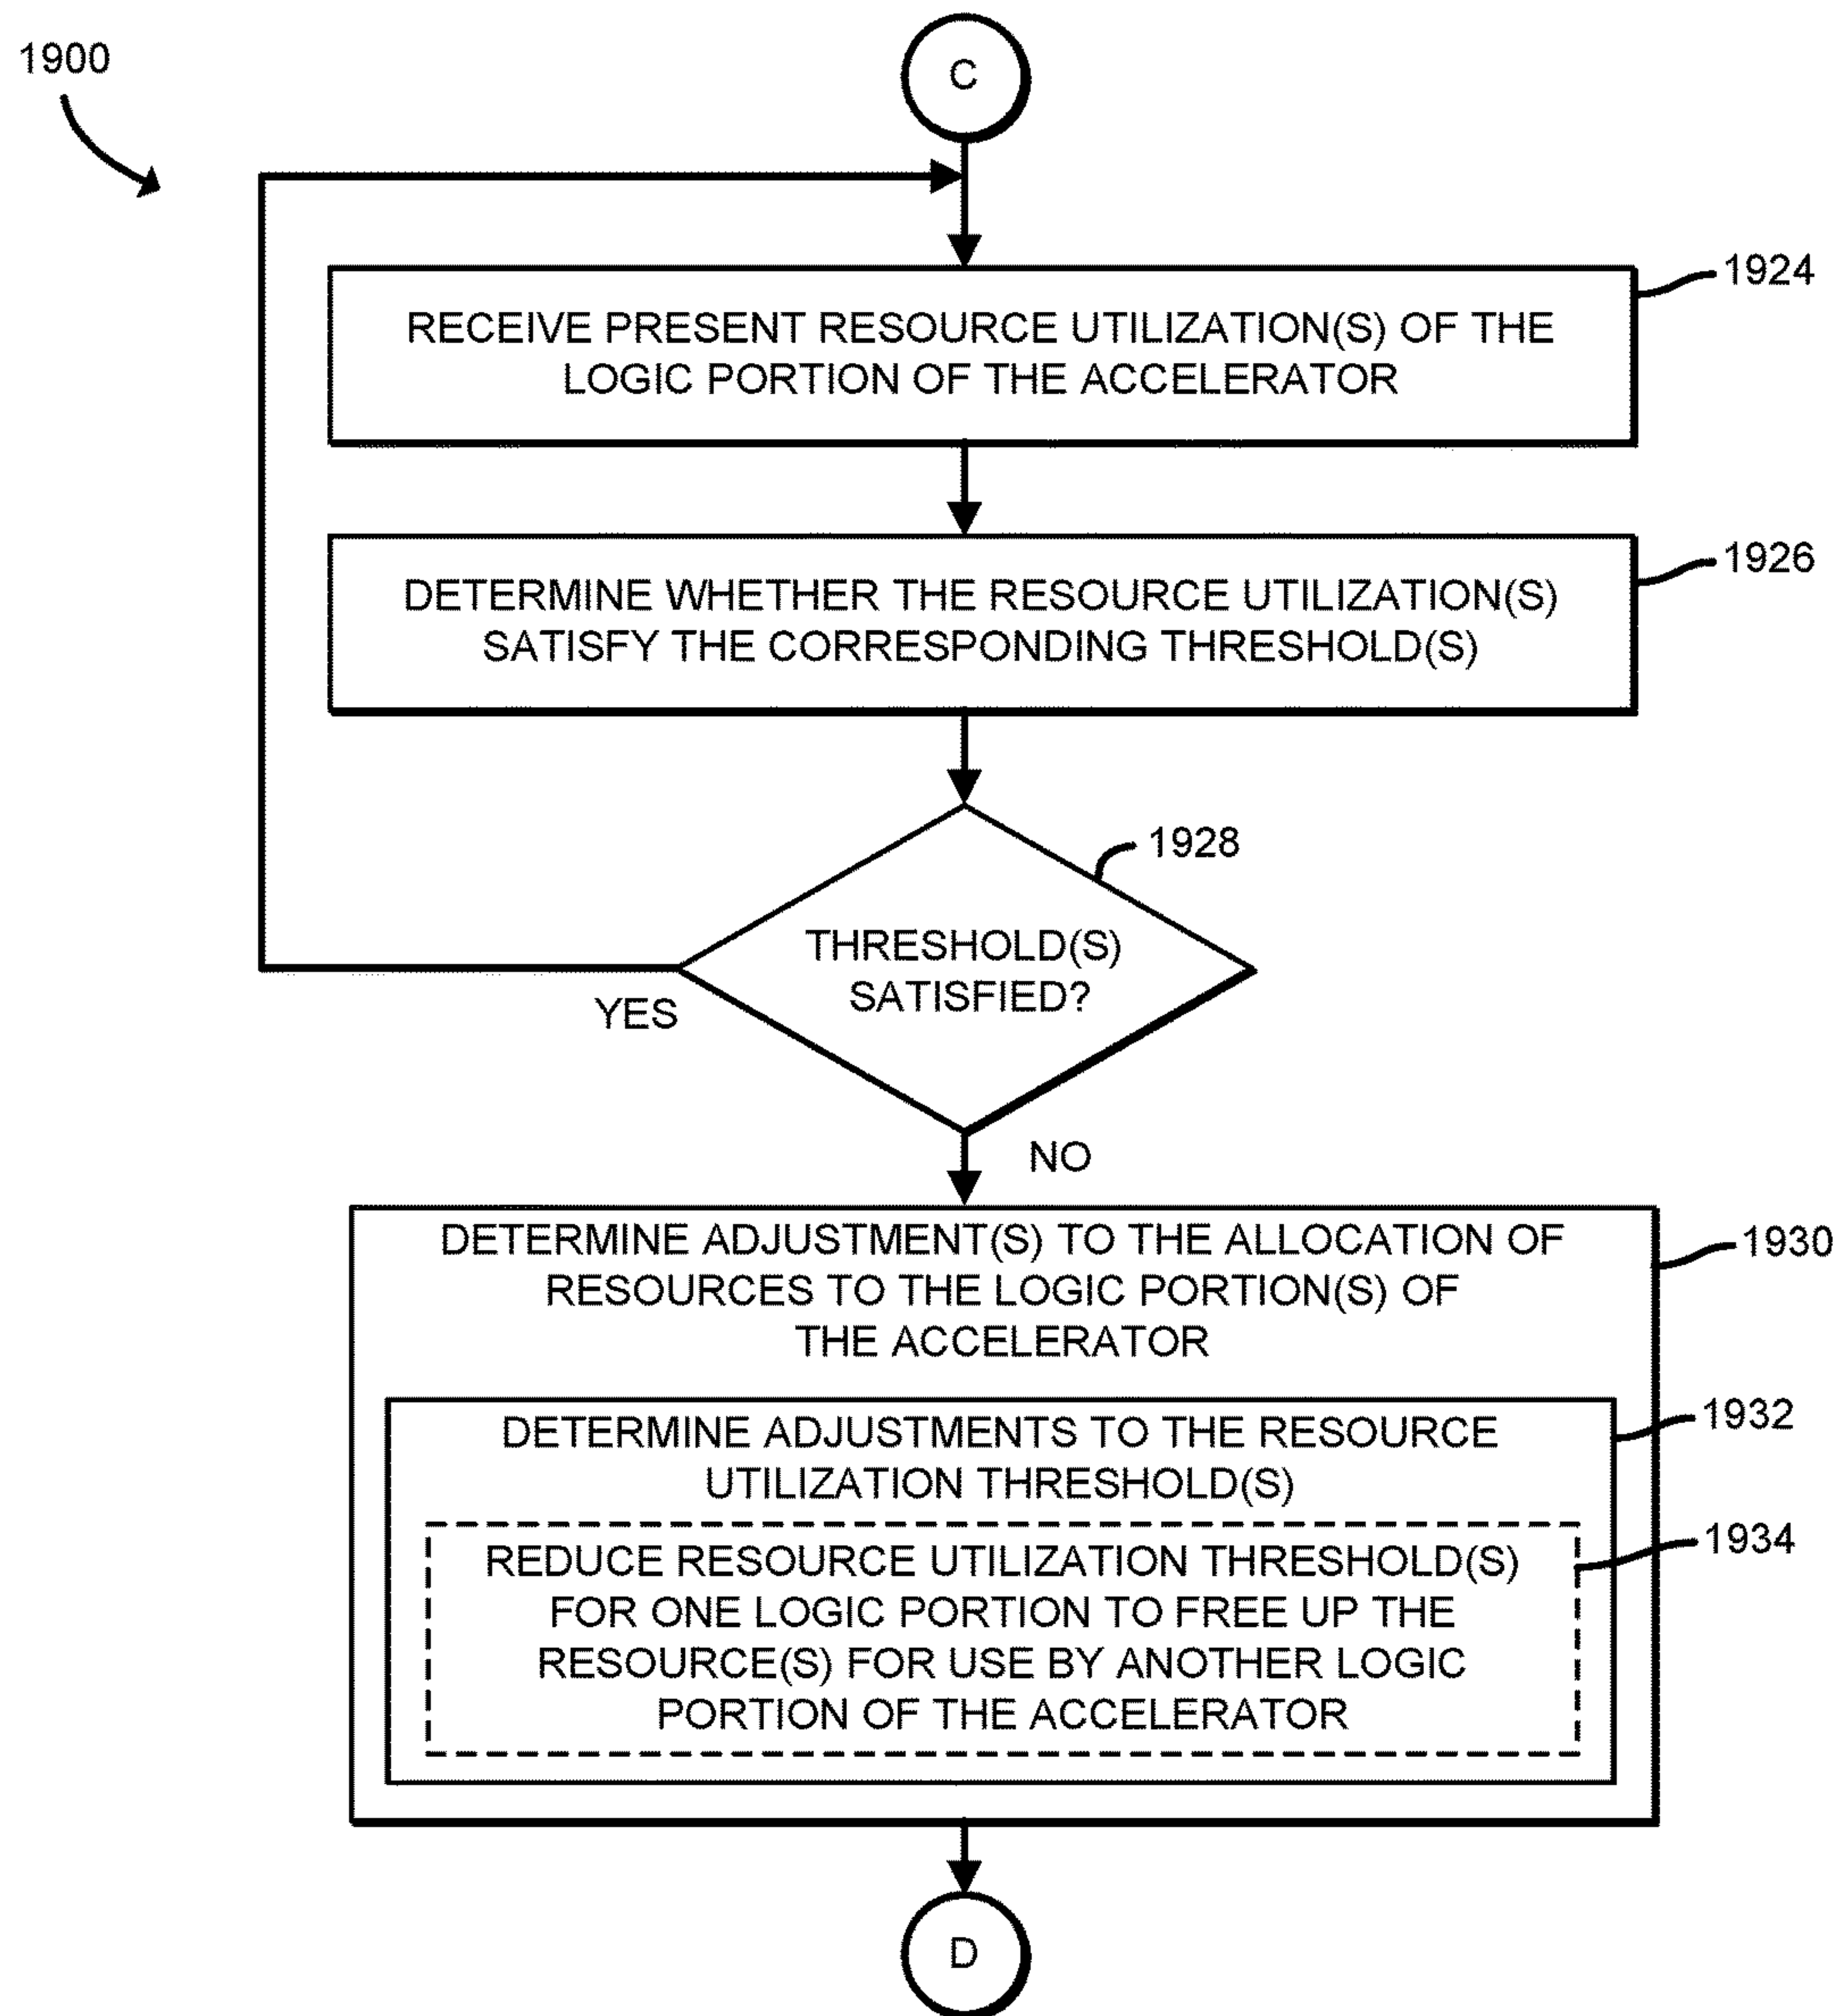 1900
C
RECEIVE PRESENT RESOURCE UTILIZATION(S) OF THE
LOGIC PORTION OF THE ACCELERATOR
1924
DETERMINE WHETHER THE RESOURCE UTILIZATION(S)
SATISFY THE CORRESPONDING THRESHOLD(S)
1926
THRESHOLD(S)
SATISFIED?
1928
YES
NO
DETERMINE ADJUSTMENT(S) TO THE ALLOCATION OF
RESOURCES TO THE LOGIC PORTION(S) OF
THE ACCELERATOR
1930
DETERMINE ADJUSTMENTS TO THE RESOURCE
UTILIZATION THRESHOLD(S)
1932
REDUCE RESOURCE UTILIZATION THRESHOLD(S)
FOR ONE LOGIC PORTION TO FREE UP THE
RESOURCE(S) FOR USE BY ANOTHER LOGIC
PORTION OF THE ACCELERATOR
1934
D